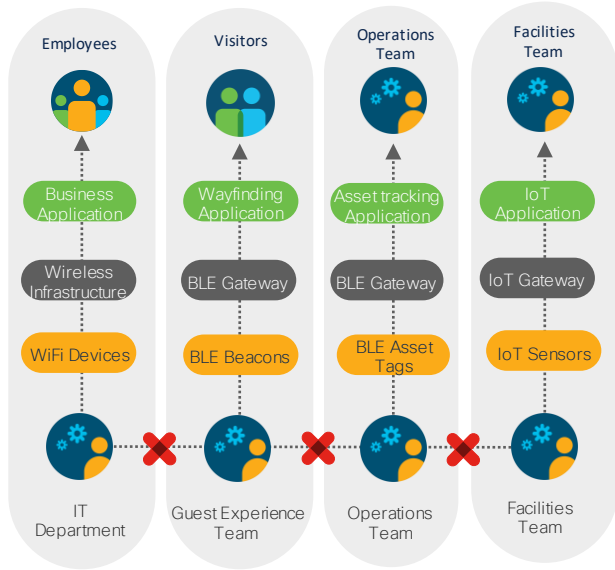 Employees
Business
Application
Wireless
Infrastructure
WiFi Devices
IT
Department
Visitors
Wayfinding
Application
BLE Gateway
BLE Beacons
Guest Experience
Team
Operations
Team
Asset tracking
Application
BLE Gateway
BLE Asset
Tags
Operations
Team
Facilities
Team
IoT
Application
IoT Gateway
IoT Sensors
Facilities
Team